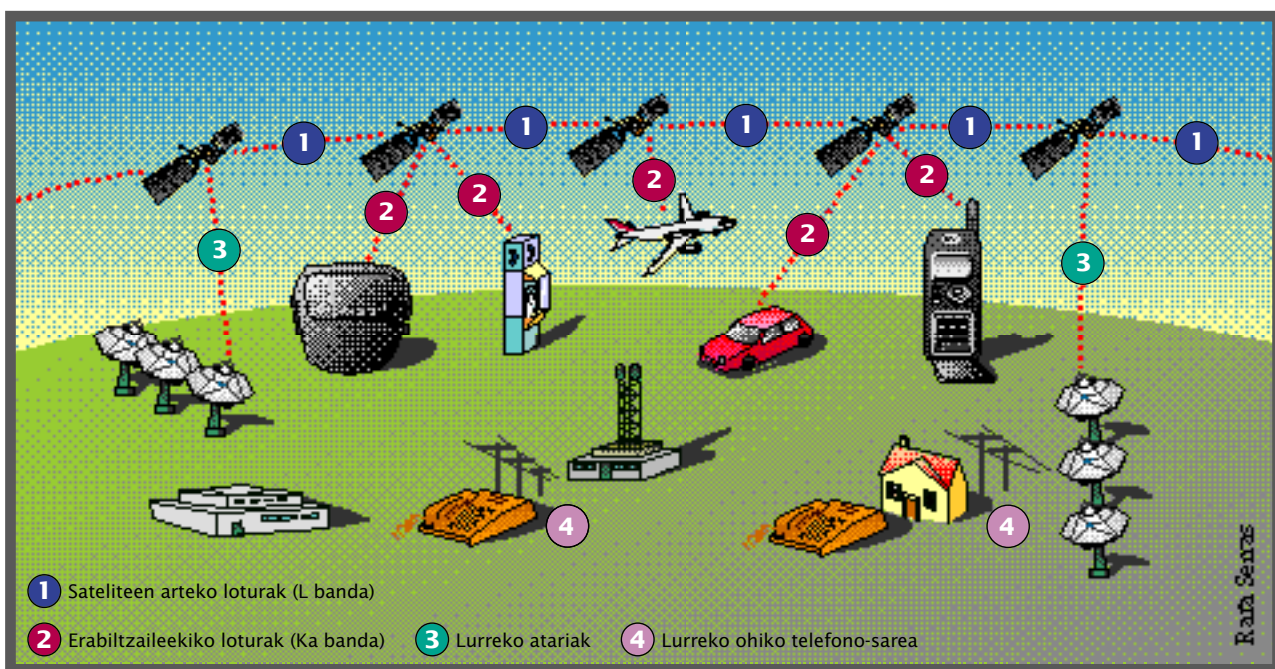 1 1 1 1 1
2 2 2 2 2
3 3
4 4
1 Sateliteen arteko loturak (L banda)
2 Erabiltzaileekiko loturak (Ka banda) 3 Lurreko atariak 4 Lurreko ohiko telefono-sarea
Rafa Serras